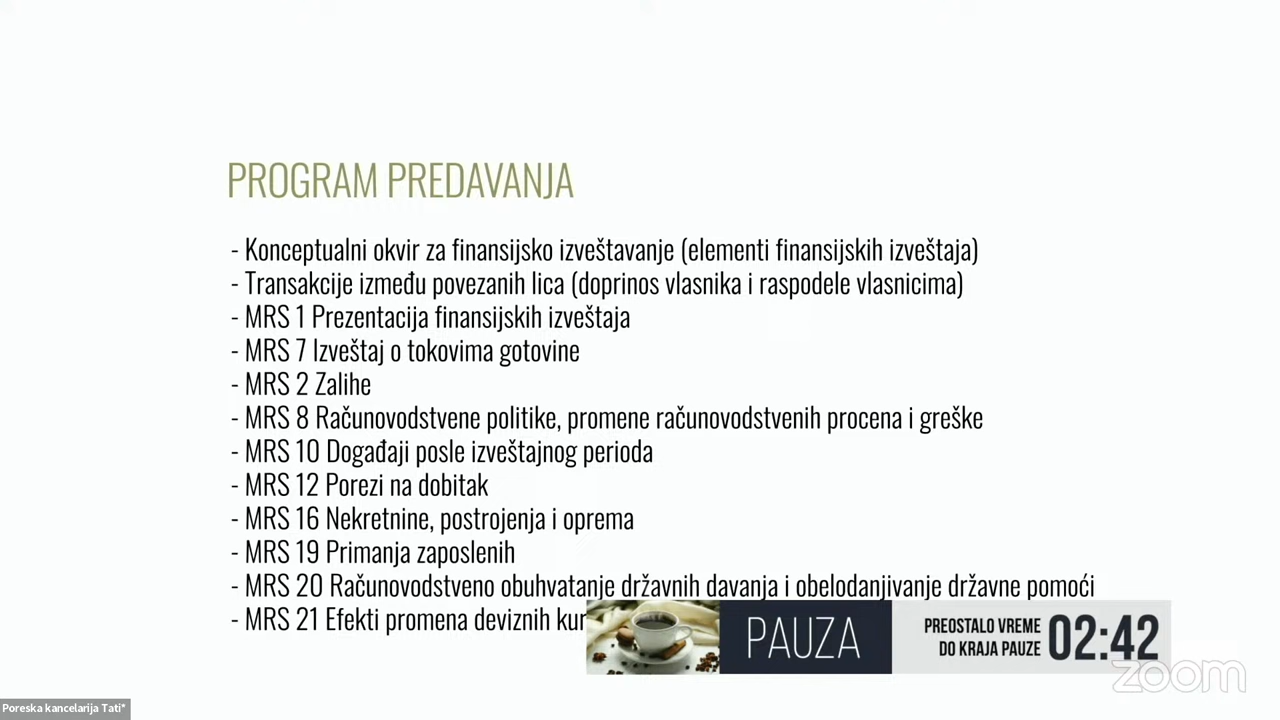 PROGRAM PREDAVANJA
- Konceptualni okvir za finansijsko izveštavanje (elementi finansijskih izveštaja)
- Transakcije između povezanih lica (doprinos vlasnika i raspodele vlasnicima)
- MRS 1 Prezentacija finansijskih izveštaja
- MRS 7 Izveštaj o tokovima gotovine
- MRS 2 Zalihe
- MRS 8 Računovodstvene politike, promene računovodstvenih procena i greške
- MRS 10 Događaji posle izveštajnog perioda
- MRS 12 Porezi na dobitak
- MRS 16 Nekretnine, postrojenja i oprema
- MRS 19 Primanja zaposlenih
- MRS 20 Računovodstveno obuhvatanje državnih davanja i obelodanjivanje državne pomoći
- MRS 21 Efekti promena deviznih
PAUZA
PREOSTALO VREME
DO KRAJA PAUZE
02:42
zoom
Poreska kancelarija Tati*